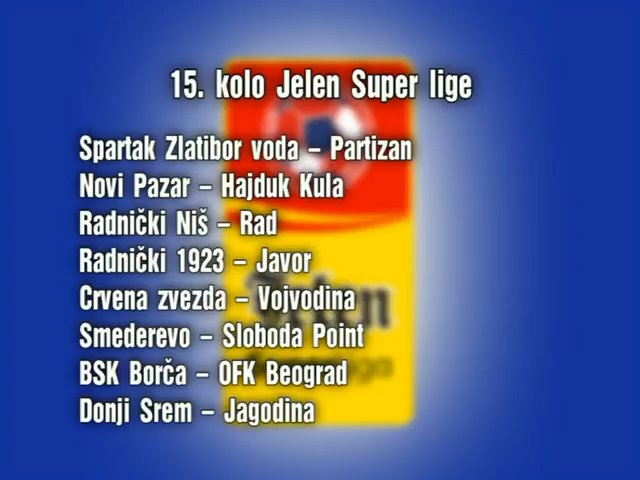 15. kolo Jelen Super lige
Spartak Zlatibor voda – Partizan
Novi Pazar – Hajduk Kula
Radnički Niš – Rad
Radnički 1923 – Javor
Crvena zvezda – Vojvodina
Smederevo – Sloboda Point
BSK Borča – OFK Beograd
Donji Srem – Jagodina